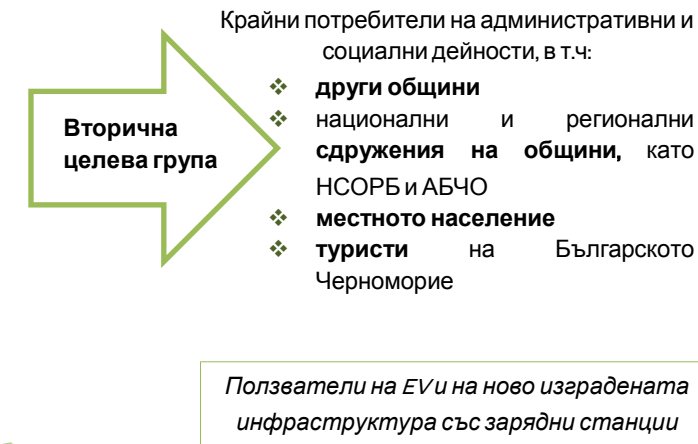 Крайни потребители на административни и
социални дейности, в т.ч:
Вторична
целева група
❖ други общини
❖ национални и регионални
сдружения на общини, като
НСОРБ и АБЧО
❖ местното население
❖ туристи на Българското
Черноморие
Ползватели на EV и на ново изградената
инфраструктура със зарядни станции